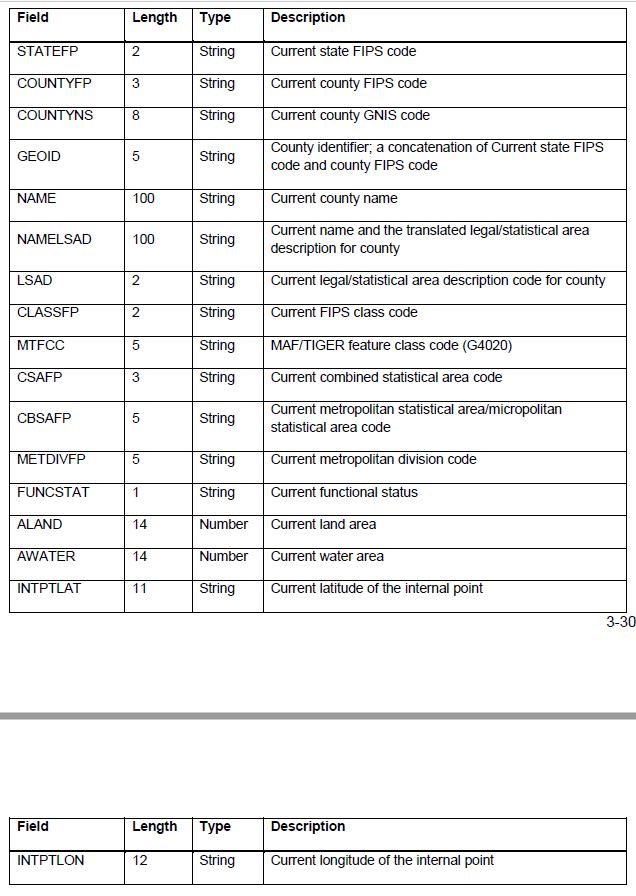 Field Length Type Description
STATEFP 2 String Current state FIPS code
COUNTYFP 3 String Current county FIPS code
COUNTYNS 8 String Current county GNIS code
GEOID 5 String County identifier; a concatenation of Current state FIPS
code and county FIPS code
NAME 100 String Current county name
NAMELSAD 100 String Current name and the translated legal/statistical area
description for county
LSAD 2 String Current legal/statistical area description code for county
CLASSFP 2 String Current FIPS class code
MTFCC 5 String MAF/TIGER feature class code (G4020)
CSAFP 3 String Current combined statistical area code
CBSAFP 5 String Current metropolitan statistical area/micropolitan
statistical area code
METDIVFP 5 String Current metropolitan division code
FUNCSTAT 1 String Current functional status
ALAND 14 Number Current land area
AWATER 14 Number Current water area
INTPTLAT 11 String Current latitude of the internal point
3-30
Field Length Type Description
INTPTLON 12 String Current longitude of the internal point